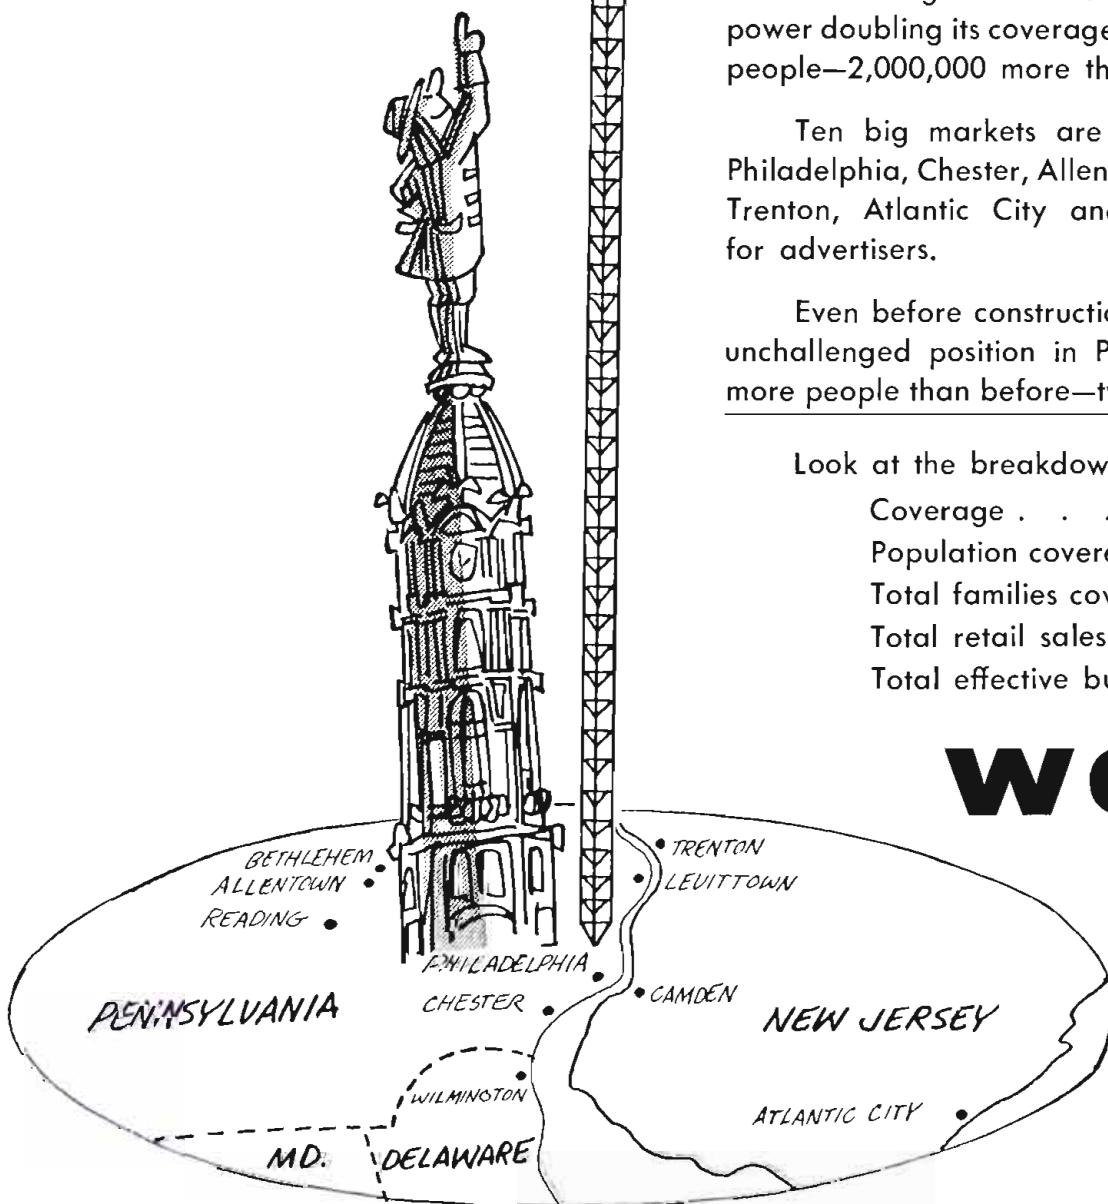 power doubling its coverage
people—2,000,000 more th
Ten big markets are
Philadelphia, Chester, Allen
Trenton, Atlantic City an
for advertisers.
Even before constructio
unchallenged position in P
more people than before—t
Look at the breakdow
Coverage . . .
Population covere
Total families cov
Total retail sales
Total effective bu
W
BETHLEHEM
ALLENTOWN
READING
TRENTON
LEVITTOWN
PHILADELPHIA
CHESTER
CAMDEN
PENNSYLVANIA
NEW JERSEY
WILMINGTON
ATLANTIC CITY
MD.
DELAWARE